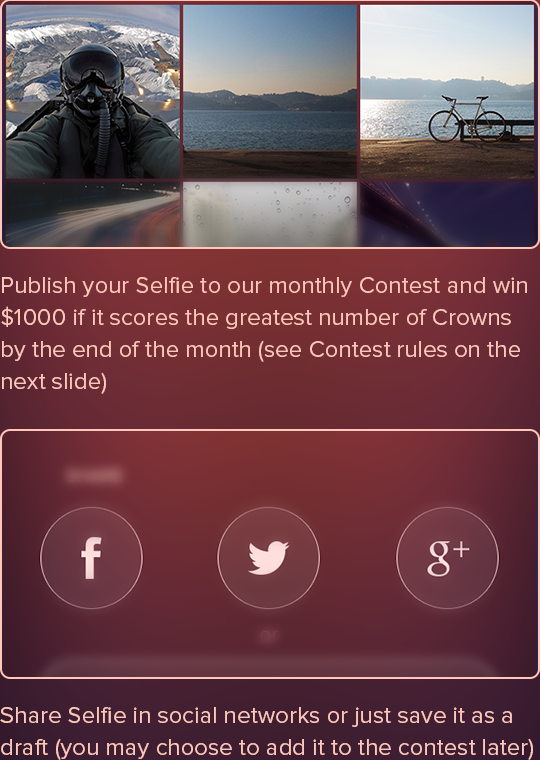 Publish your Selfie to our monthly Contest and win
$1000 if it scores the greatest number of Crowns
by the end of the month (see Contest rules on the
next slide)
SHARE
f
g+
or
Share Selfie in social networks or just save it as a
draft (you may choose to add it to the contest later)